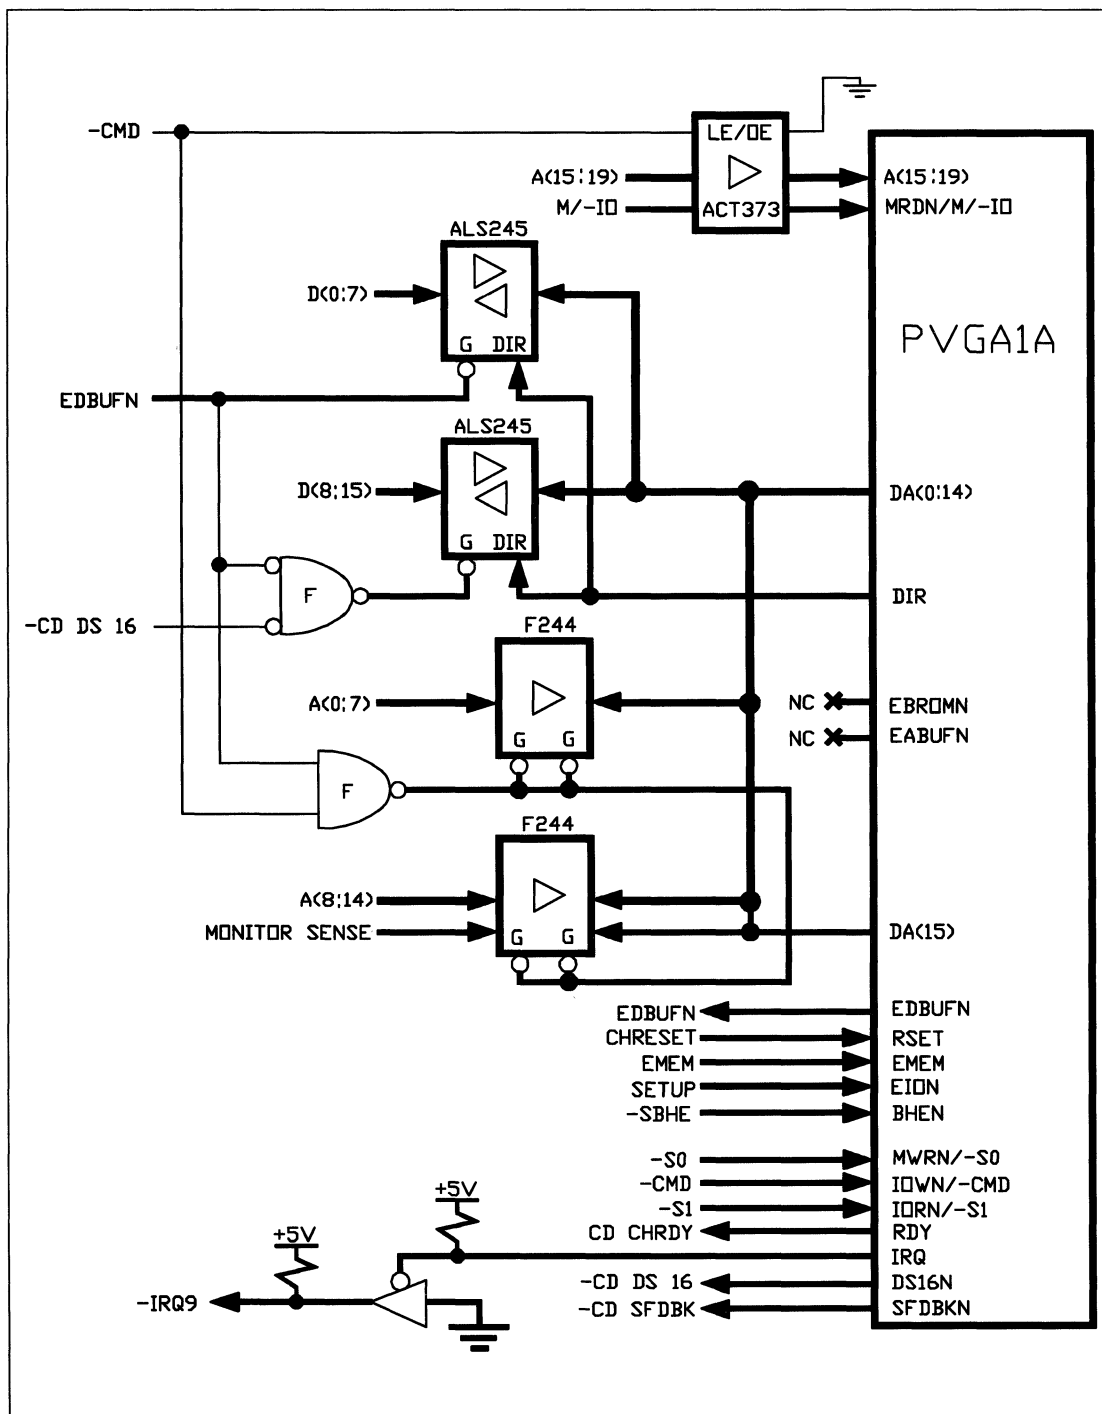 -CMD
LE/OE
A(15:19)
M/-IO
ACT373
A(15:19)
MRDN/M/-IO
ALS245
D(0:7)
G DIR
PVGA1A
EDBUFN
ALS245
D(8:15)
G DIR
DA(0:14)
F
-CD DS 16
DIR
F244
A(0:7)
G G
NC
EBROMN
NC
EABUFN
F
F244
A(8:14)
MONITOR SENSE
G G
DA(15)
EDBUFN
EDBUFN
CHRESET
RSET
EMEM
EMEM
SETUP
EION
-SBHE
BHEN
-S0
MWRN/-S0
-CMD
IOWN/-CMD
-S1
IORN/-S1
CD CHRDY
RDY
+5V
IRQ
+5V
-CD DS 16
DS16N
-IRQ9
-CD SFDBK
SFDBKN